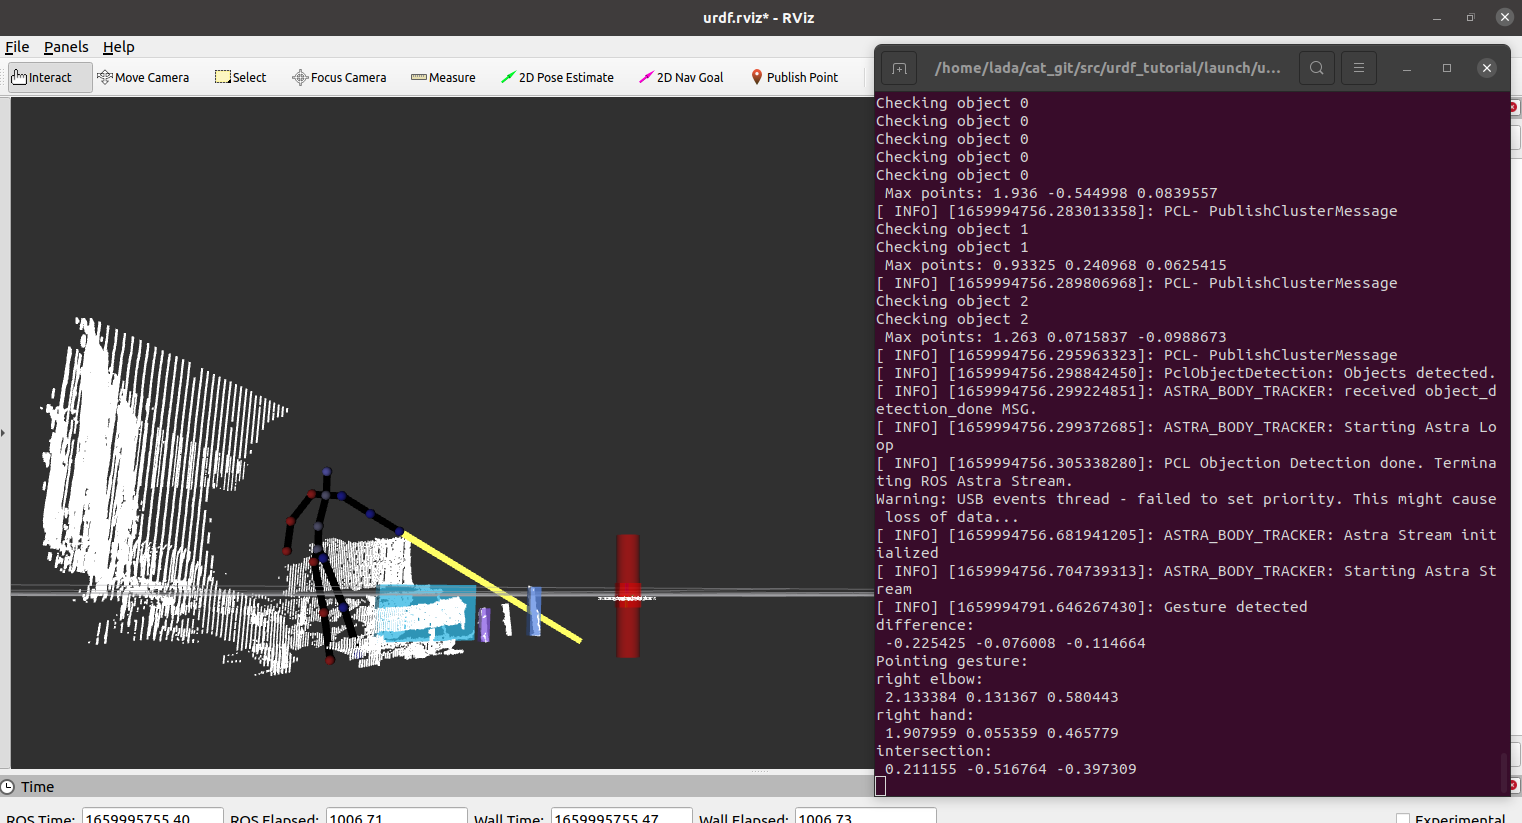 urdf.rviz* - RViz
File Panels Help
Interact Move Camera Select Focus Camera Measure 2D Pose Estimate 2D Nav Goal Publish Point
/home/lada/cat_git/src/urdf_tutorial/launch/u...
Checking object 0
Checking object 0
Checking object 0
Checking object 0
Checking object 0
Max points: 1.936 -0.544998 0.0839557
[ INFO] [1659994756.283013358]: PCL- PublishClusterMessage
Checking object 1
Checking object 1
Max points: 0.93325 0.240968 0.0625415
[ INFO] [1659994756.289806968]: PCL- PublishClusterMessage
Checking object 2
Checking object 2
Max points: 1.263 0.0715837 -0.0988673
[ INFO] [1659994756.295963323]: PCL- PublishClusterMessage
[ INFO] [1659994756.298842450]: PclObjectDetection: Objects detected.
[ INFO] [1659994756.299224851]: ASTRA_BODY_TRACKER: received object_d
etection_done MSG.
[ INFO] [1659994756.299372685]: ASTRA_BODY_TRACKER: Starting Astra Lo
op
[ INFO] [1659994756.305338280]: PCL Objection Detection done. Termina
ting ROS Astra Stream.
Warning: USB events thread - failed to set priority. This might cause
loss of data...
[ INFO] [1659994756.681941205]: ASTRA_BODY_TRACKER: Astra Stream init
ialized
[ INFO] [1659994756.704739313]: ASTRA_BODY_TRACKER: Starting Astra St
ream
[ INFO] [1659994791.646267430]: Gesture detected
difference:
-0.225425 -0.076008 -0.114664
Pointing gesture:
right elbow:
2.133384 0.131367 0.580443
right hand:
1.907959 0.055359 0.465779
intersection:
0.211155 -0.516764 -0.397309
Time
ROS Time: 1659995755.40 ROS Elapsed: 1006.71 Wall Time: 1659995755.47 Wall Elapsed: 1006.73 Experimental